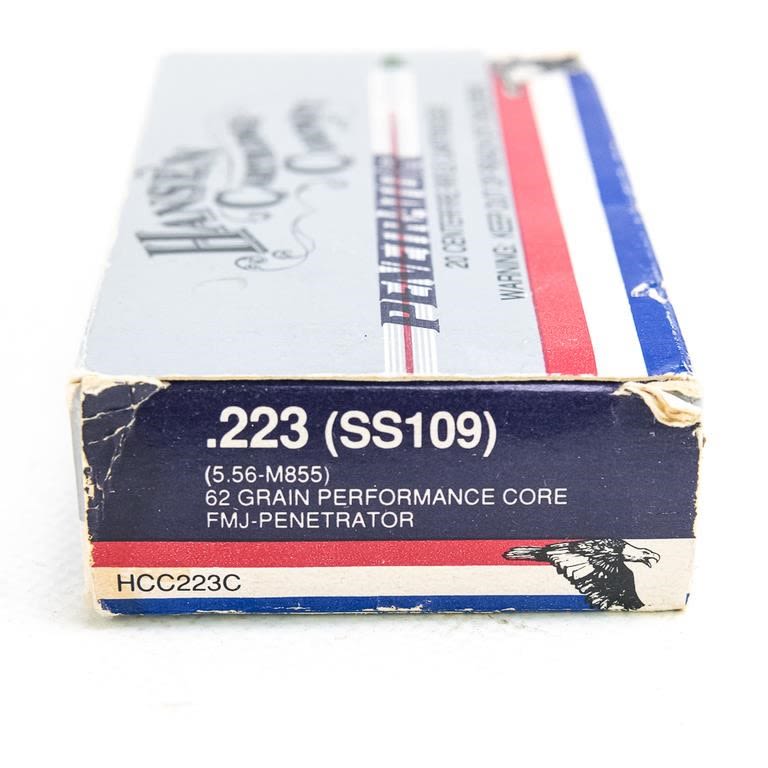 HANSEN
CARTRIDGE
COMPANY
PENETRATOR
20 CENTERFIRE RIFLE CARTRIDGES
WARNING: KEEP OUT OF REACH OF CHILDREN
.223 (SS109)
(5.56-M855)
62 GRAIN PERFORMANCE CORE
FMJ-PENETRATOR
HCC223C